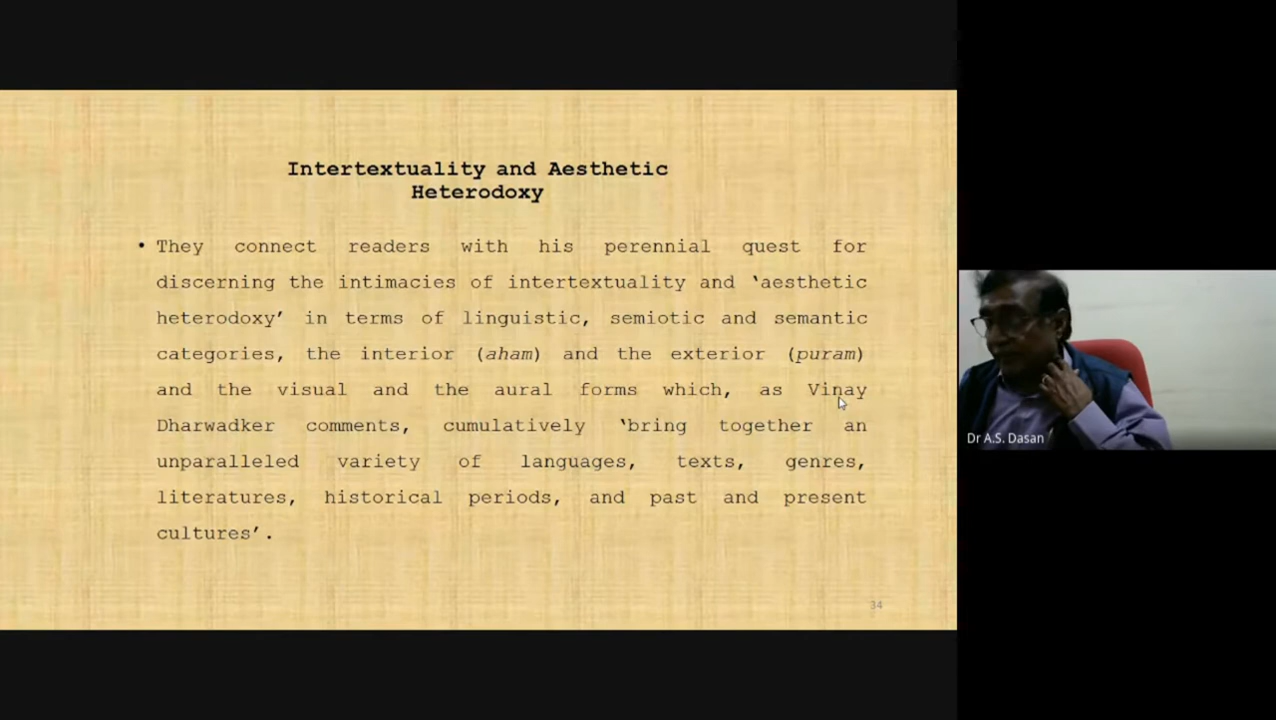 Intertextuality and Aesthetic
Heterodoxy
• They connect readers with his perennial quest for
discerning the intimacies of intertextuality and ‘aesthetic
heterodoxy’ in terms of linguistic, semiotic and semantic
categories, the interior (aham) and the exterior (puram)
and the visual and the aural forms which, as Vinay
Dharwadker comments, cumulatively ‘bring together an
unparalleled variety of languages, texts, genres,
literatures, historical periods, and past and present
cultures’.
34
Dr A.S. Dasan